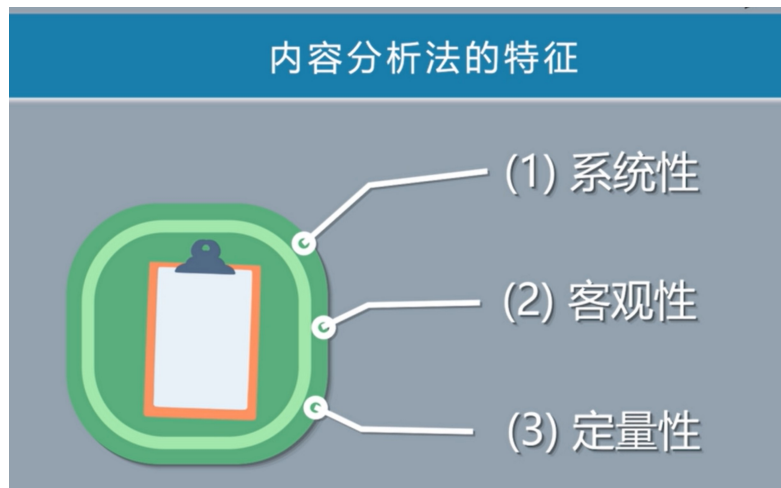 内容分析法的特征
(1) 系统性
(2) 客观性
(3) 定量性